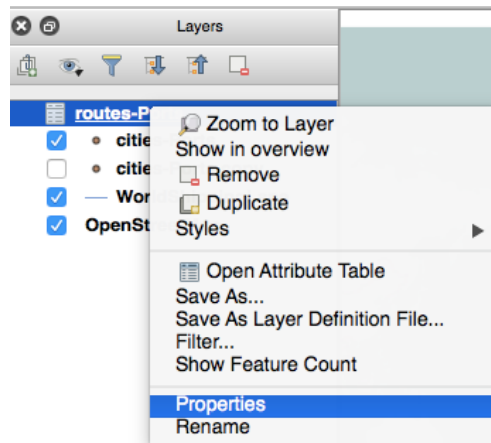 Layers
routes-P
Zoom to Layer
citie
Show in overview
citie
Remove
Wor
Duplicate
OpenSt
Styles
Open Attribute Table
Save As...
Save As Layer Definition File...
Filter...
Show Feature Count
Properties
Rename